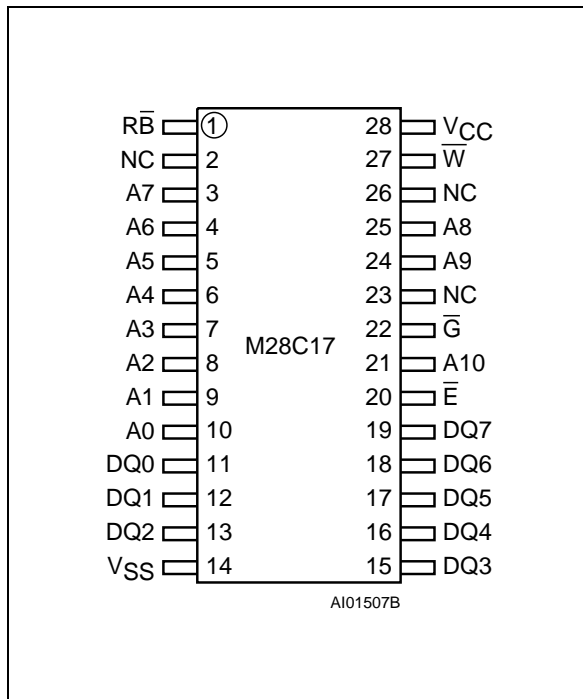 RB̅ 1 28 VCC
NC 2 27 W̅
A7 3 26 NC
A6 4 25 A8
A5 5 24 A9
A4 6 23 NC
A3 7 22 G̅
M28C17
A2 8 21 A10
A1 9 20 E̅
A0 10 19 DQ7
DQ0 11 18 DQ6
DQ1 12 17 DQ5
DQ2 13 16 DQ4
VSS 14 15 DQ3
AI01507B